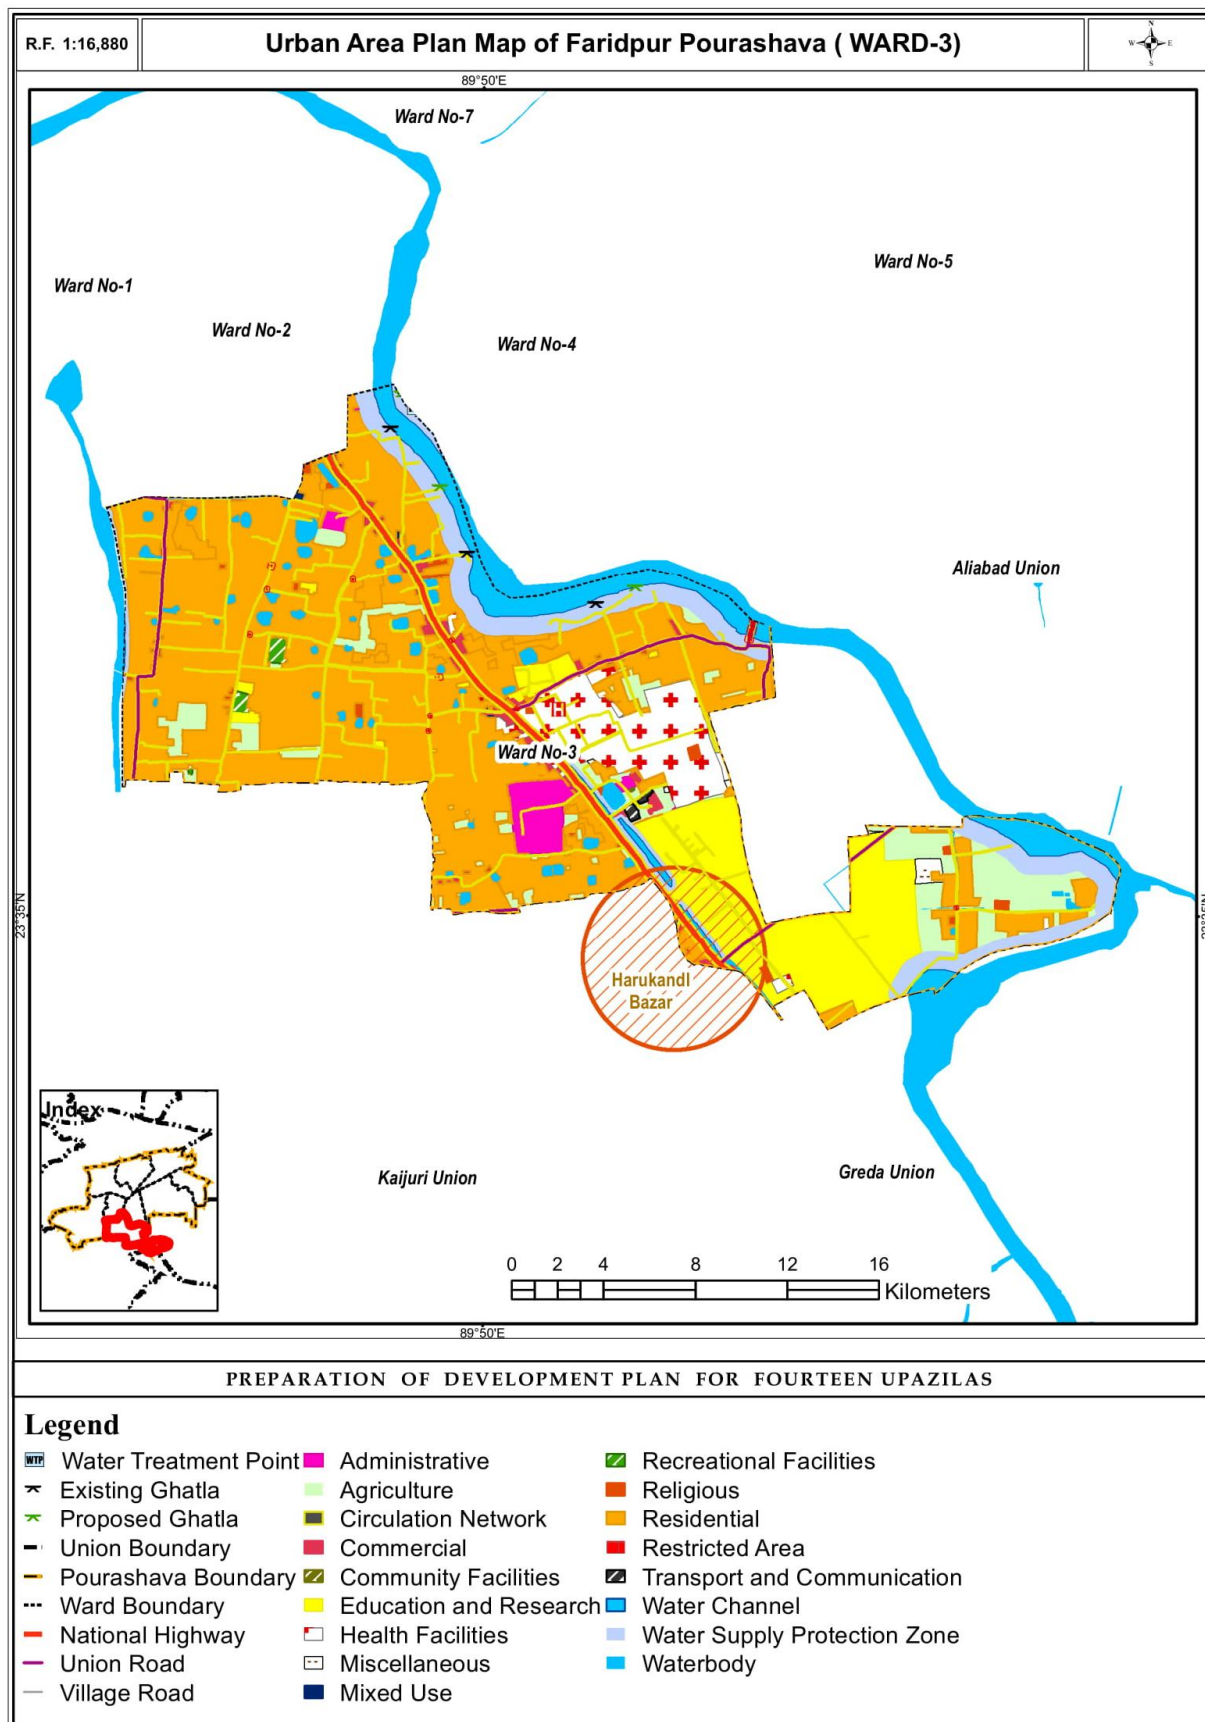 R.F. 1:16,880
Urban Area Plan Map of Faridpur Pourashava ( WARD-3)
N
W E
S
89°50'E
Ward No-7
Ward No-5
Ward No-1
Ward No-2
Ward No-4
Aliabad Union
Ward No-3
23°35'N
Harukandl
Bazar
Index
Kaijuri Union
Greda Union
0 2 4 8 12 16
Kilometers
89°50'E
PREPARATION OF DEVELOPMENT PLAN FOR FOURTEEN UPAZILAS
Legend
WTP Water Treatment Point
Existing Ghatla
Proposed Ghatla
Union Boundary
Pourashava Boundary
Ward Boundary
National Highway
Union Road
Village Road
Administrative
Agriculture
Circulation Network
Commercial
Community Facilities
Education and Research
Health Facilities
Miscellaneous
Mixed Use
Recreational Facilities
Religious
Residential
Restricted Area
Transport and Communication
Water Channel
Water Supply Protection Zone
Waterbody